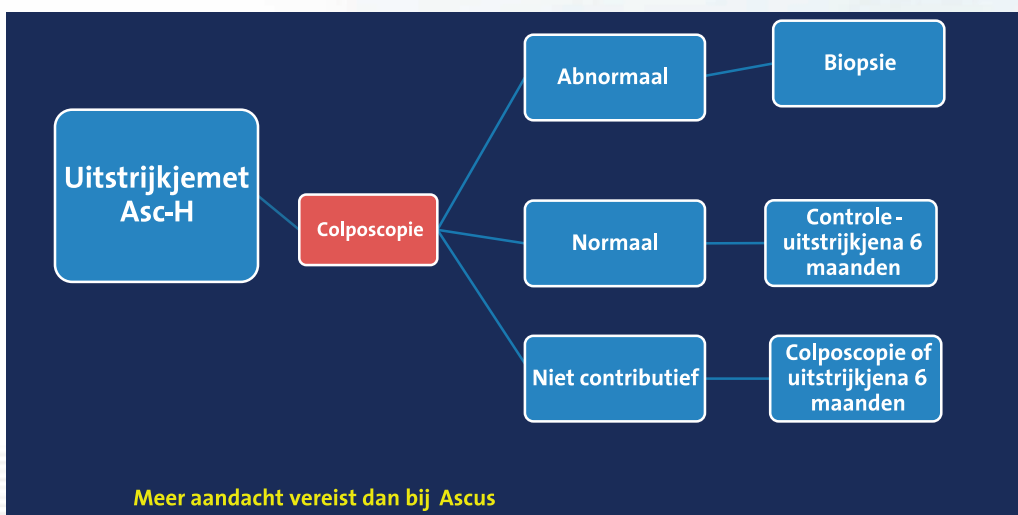 Uitstrijkjemet
Asc-H
Colposcopie
Abnormaal
Biopsie
Normaal
Controle-
uitstrijkjena 6
maanden
Niet contributief
Colposcopie of
uitstrijkjena 6
maanden
Meer aandacht vereist dan bij Ascus